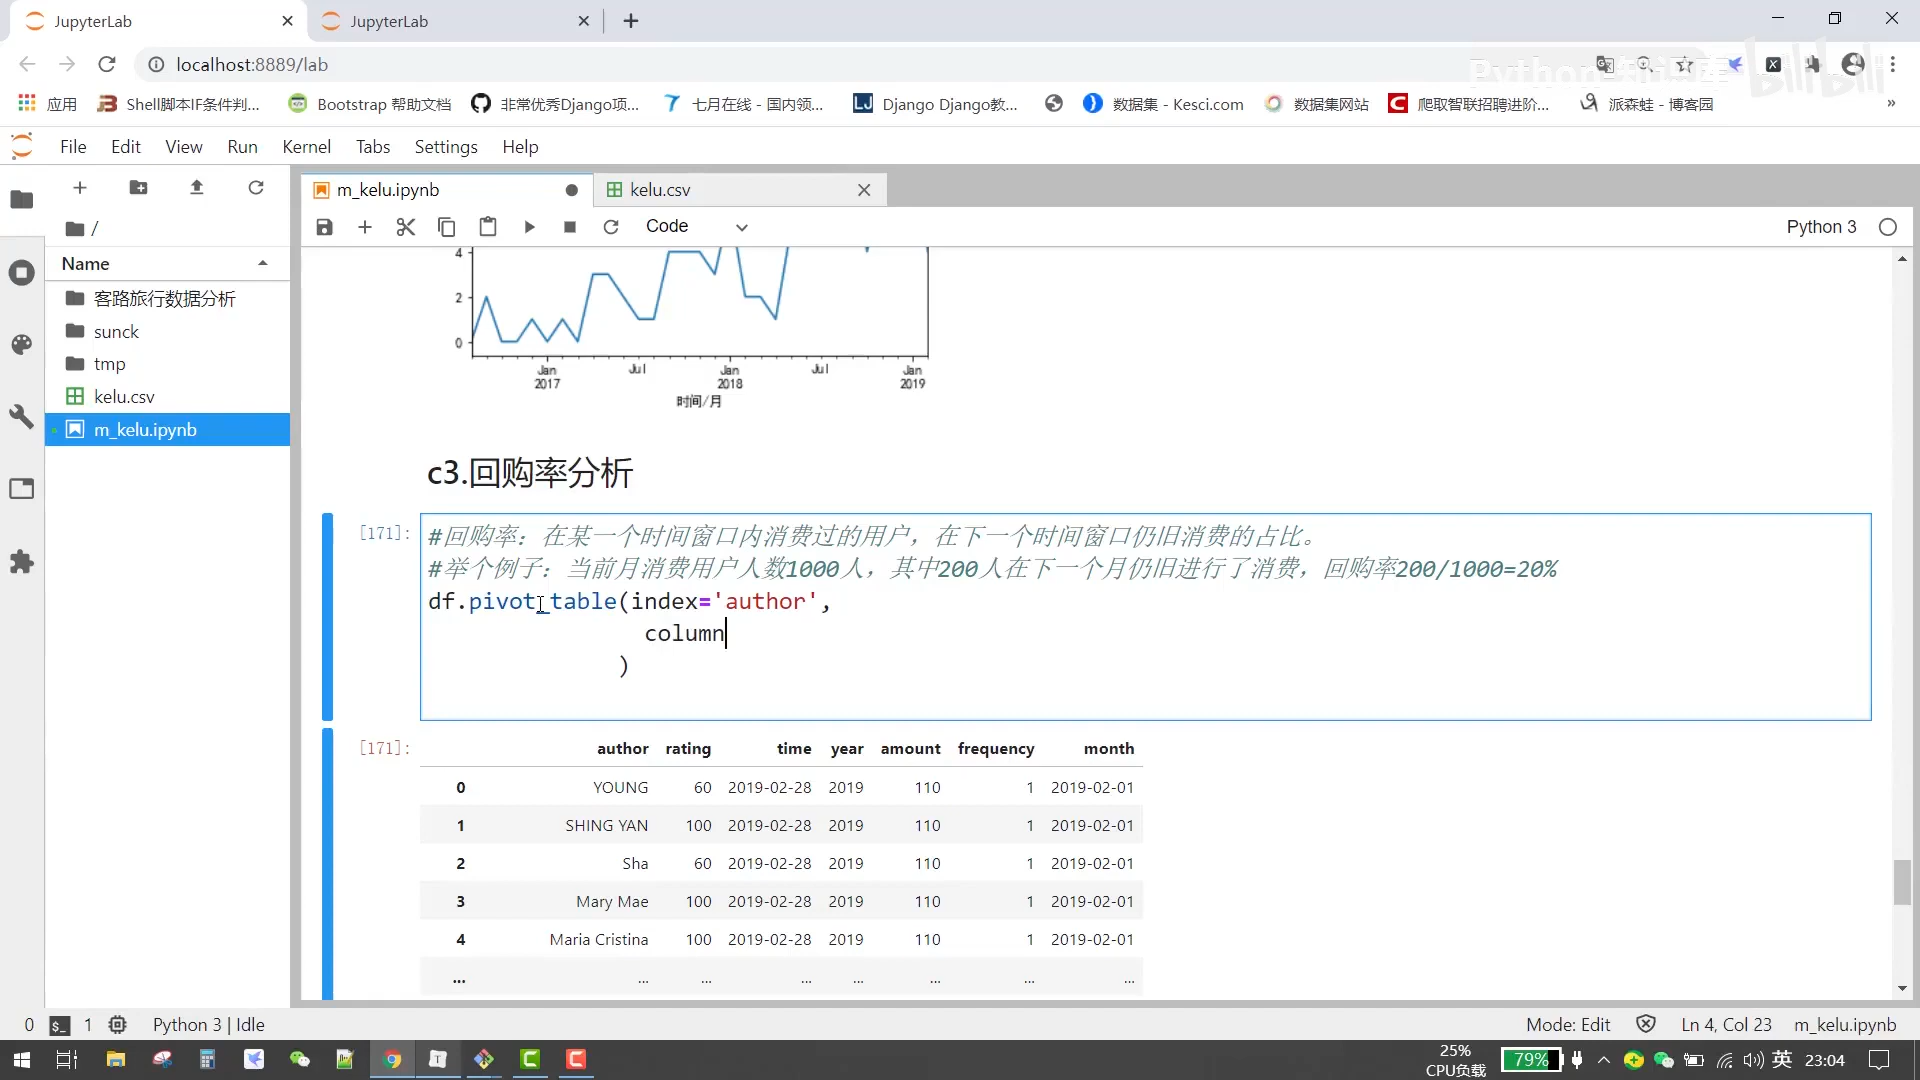 JupyterLab
JupyterLab
localhost:8889/lab
Python 知识库 bilibili
应用
Shell脚本IF条件判...
Bootstrap 帮助文档
非常优秀Django项...
七月在线 - 国内领...
Django Django教...
数据集 - Kesci.com
数据集网站
爬取智联招聘进阶...
派森蛙 - 博客园
»
File Edit View Run Kernel Tabs Settings Help
m_kelu.ipynb
kelu.csv
/
Code
Python 3
Name
客路旅行数据分析
sunck
tmp
kelu.csv
m_kelu.ipynb
4
2
0
Jan Jul Jan Jul Jan
2017 2018 2019
时间/月
c3.回购率分析
[171]:
#回购率：在某一个时间窗口内消费过的用户，在下一个时间窗口仍旧消费的占比。
#举个例子：当前月消费用户人数1000人，其中200人在下一个月仍旧进行了消费，回购率200/1000=20%
df.pivot_table(index='author',
column
)
[171]:
author rating time year amount frequency month
0 YOUNG 60 2019-02-28 2019 110 1 2019-02-01
1 SHING YAN 100 2019-02-28 2019 110 1 2019-02-01
2 Sha 60 2019-02-28 2019 110 1 2019-02-01
3 Mary Mae 100 2019-02-28 2019 110 1 2019-02-01
4 Maria Cristina 100 2019-02-28 2019 110 1 2019-02-01
... ... ... ... ... ... ... ...
0 1 Python 3 | Idle
Mode: Edit Ln 4, Col 23 m_kelu.ipynb
25%
CPU负载
79%
英
23:04